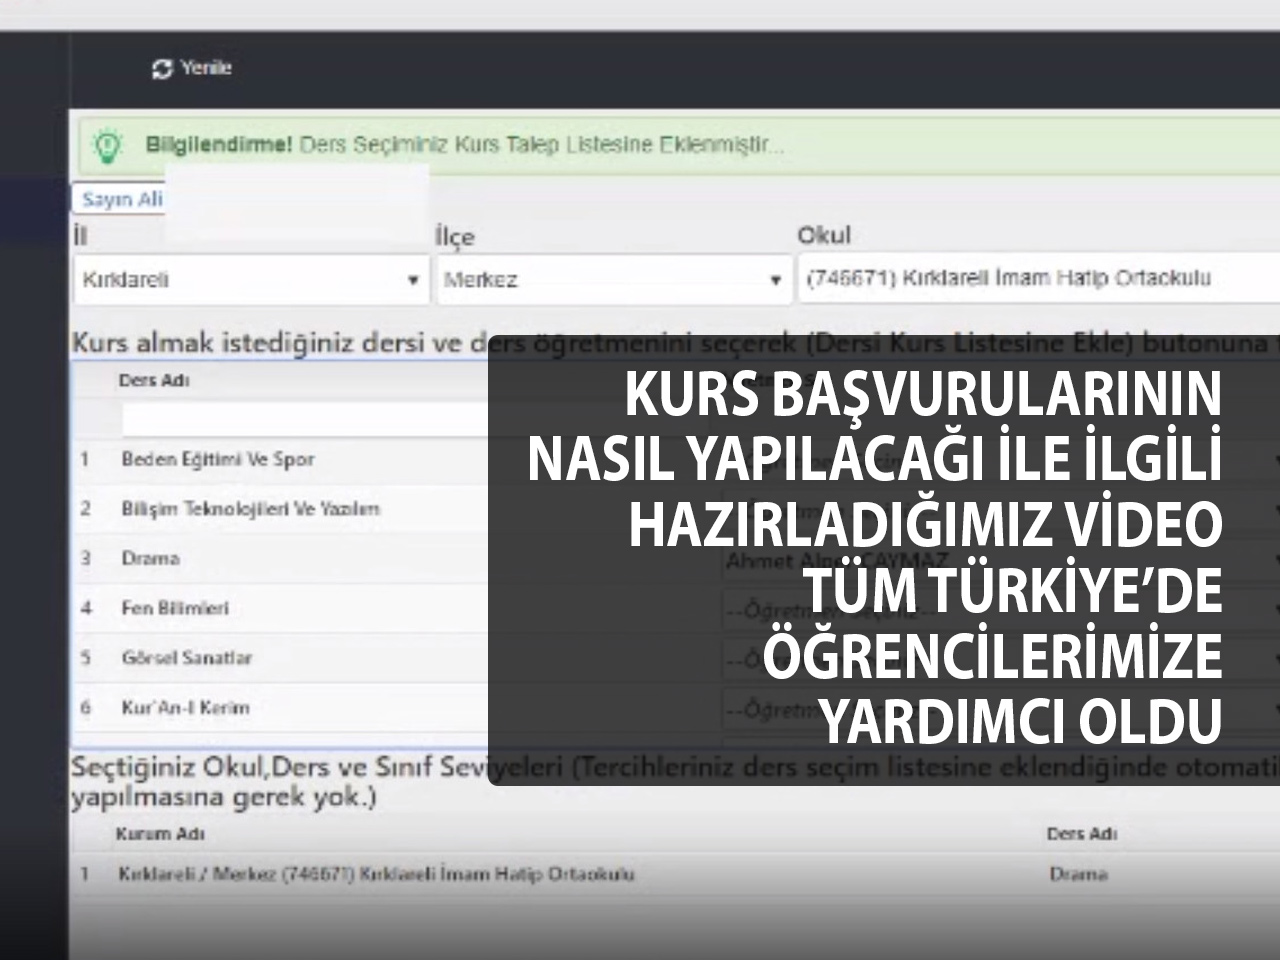 Yenile
Bilgilendirme! Ders Seçiminiz Kurs Talep Listesine Eklenmiştir...
Sayın Ali
İl İlçe Okul
Kırklareli Merkez (746671) Kırklareli İmam Hatip Ortaokulu
Kurs almak istediğiniz dersi ve ders öğretmenini seçerek (Dersi Kurs Listesine Ekle) butonuna
Ders Adı
1 Beden Eğitimi Ve Spor
2 Bilişim Teknolojileri Ve Yazılım
3 Drama
4 Fen Bilimleri
5 Görsel Sanatlar
6 Kur'An-I Kerim
KURS BAŞVURULARININ
NASIL YAPILACAĞI İLE İLGİLİ
HAZIRLADIĞIMIZ VİDEO
TÜM TÜRKİYE’DE
ÖĞRENCİLERİMİZE
YARDIMCI OLDU
Seçtiğiniz Okul,Ders ve Sınıf Seviyeleri (Tercihleriniz ders seçim listesine eklendiğinde otomati
yapılmasına gerek yok.)
Kurum Adı Ders Adı
1 Kırklareli / Merkez (746671) Kırklareli İmam Hatip Ortaokulu Drama